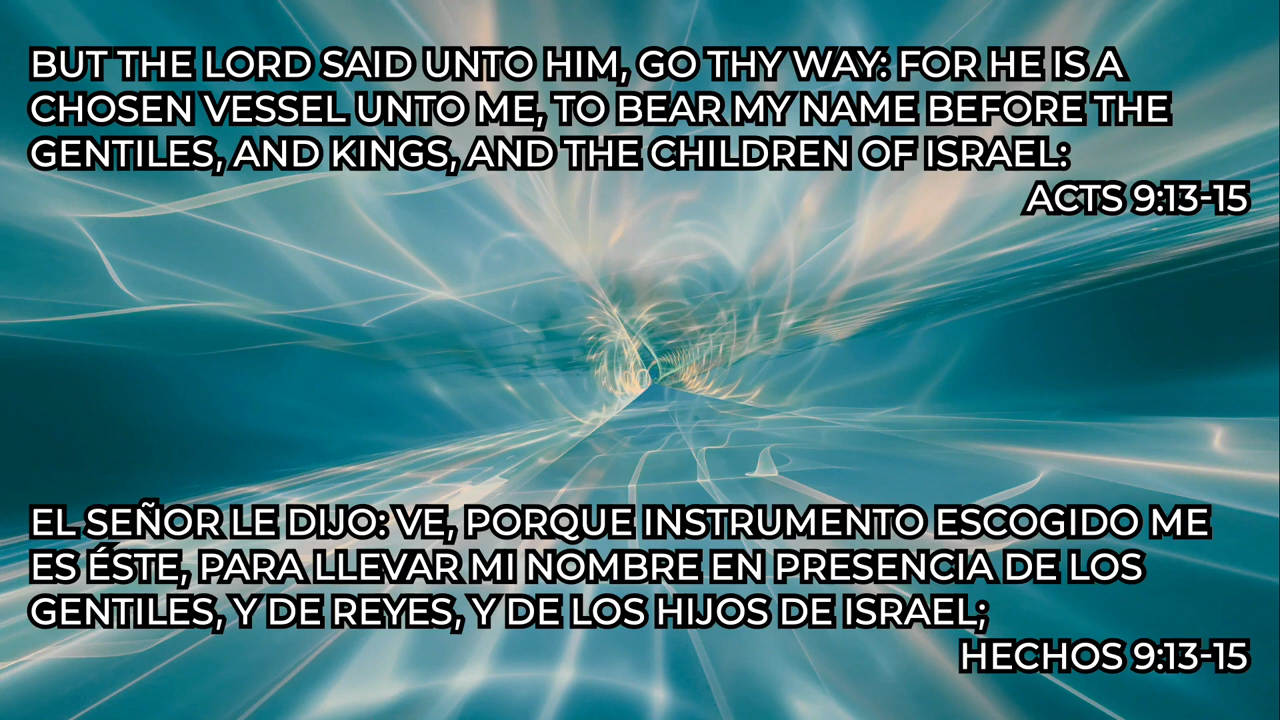 BUT THE LORD SAID UNTO HIM, GO THY WAY: FOR HE IS A
CHOSEN VESSEL UNTO ME, TO BEAR MY NAME BEFORE THE
GENTILES, AND KINGS, AND THE CHILDREN OF ISRAEL:
ACTS 9:13-15
EL SEÑOR LE DIJO: VE, PORQUE INSTRUMENTO ESCOGIDO ME
ES ÉSTE, PARA LLEVAR MI NOMBRE EN PRESENCIA DE LOS
GENTILES, Y DE REYES, Y DE LOS HIJOS DE ISRAEL;
HECHOS 9:13-15